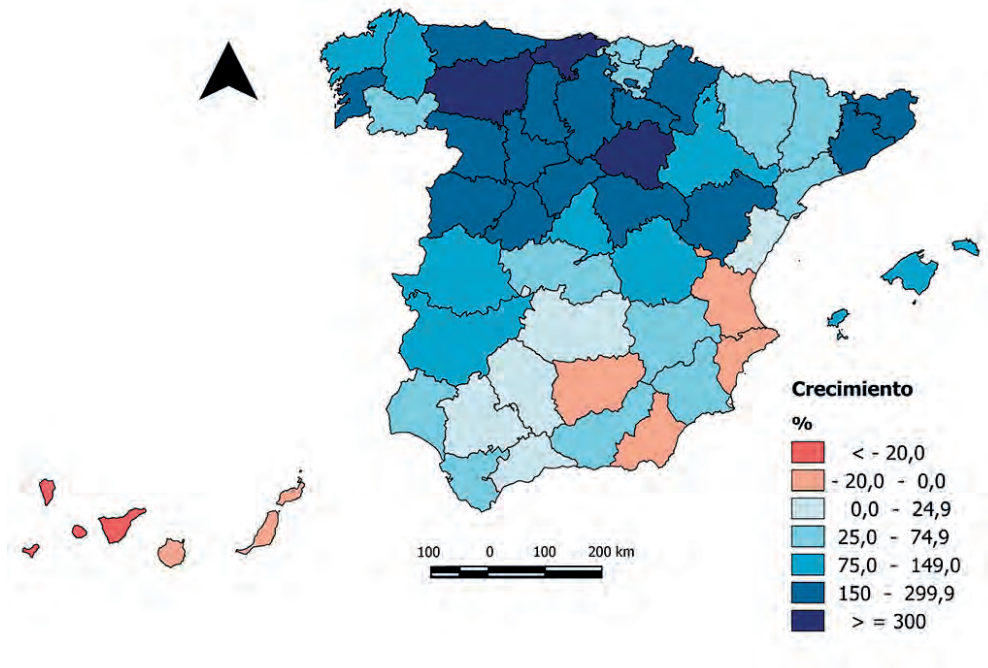 Crecimiento
%
< - 20,0
- 20,0 - 0,0
0,0 - 24,9
25,0 - 74,9
75,0 - 149,0
150 - 299,9
> = 300
100 0 100 200 km